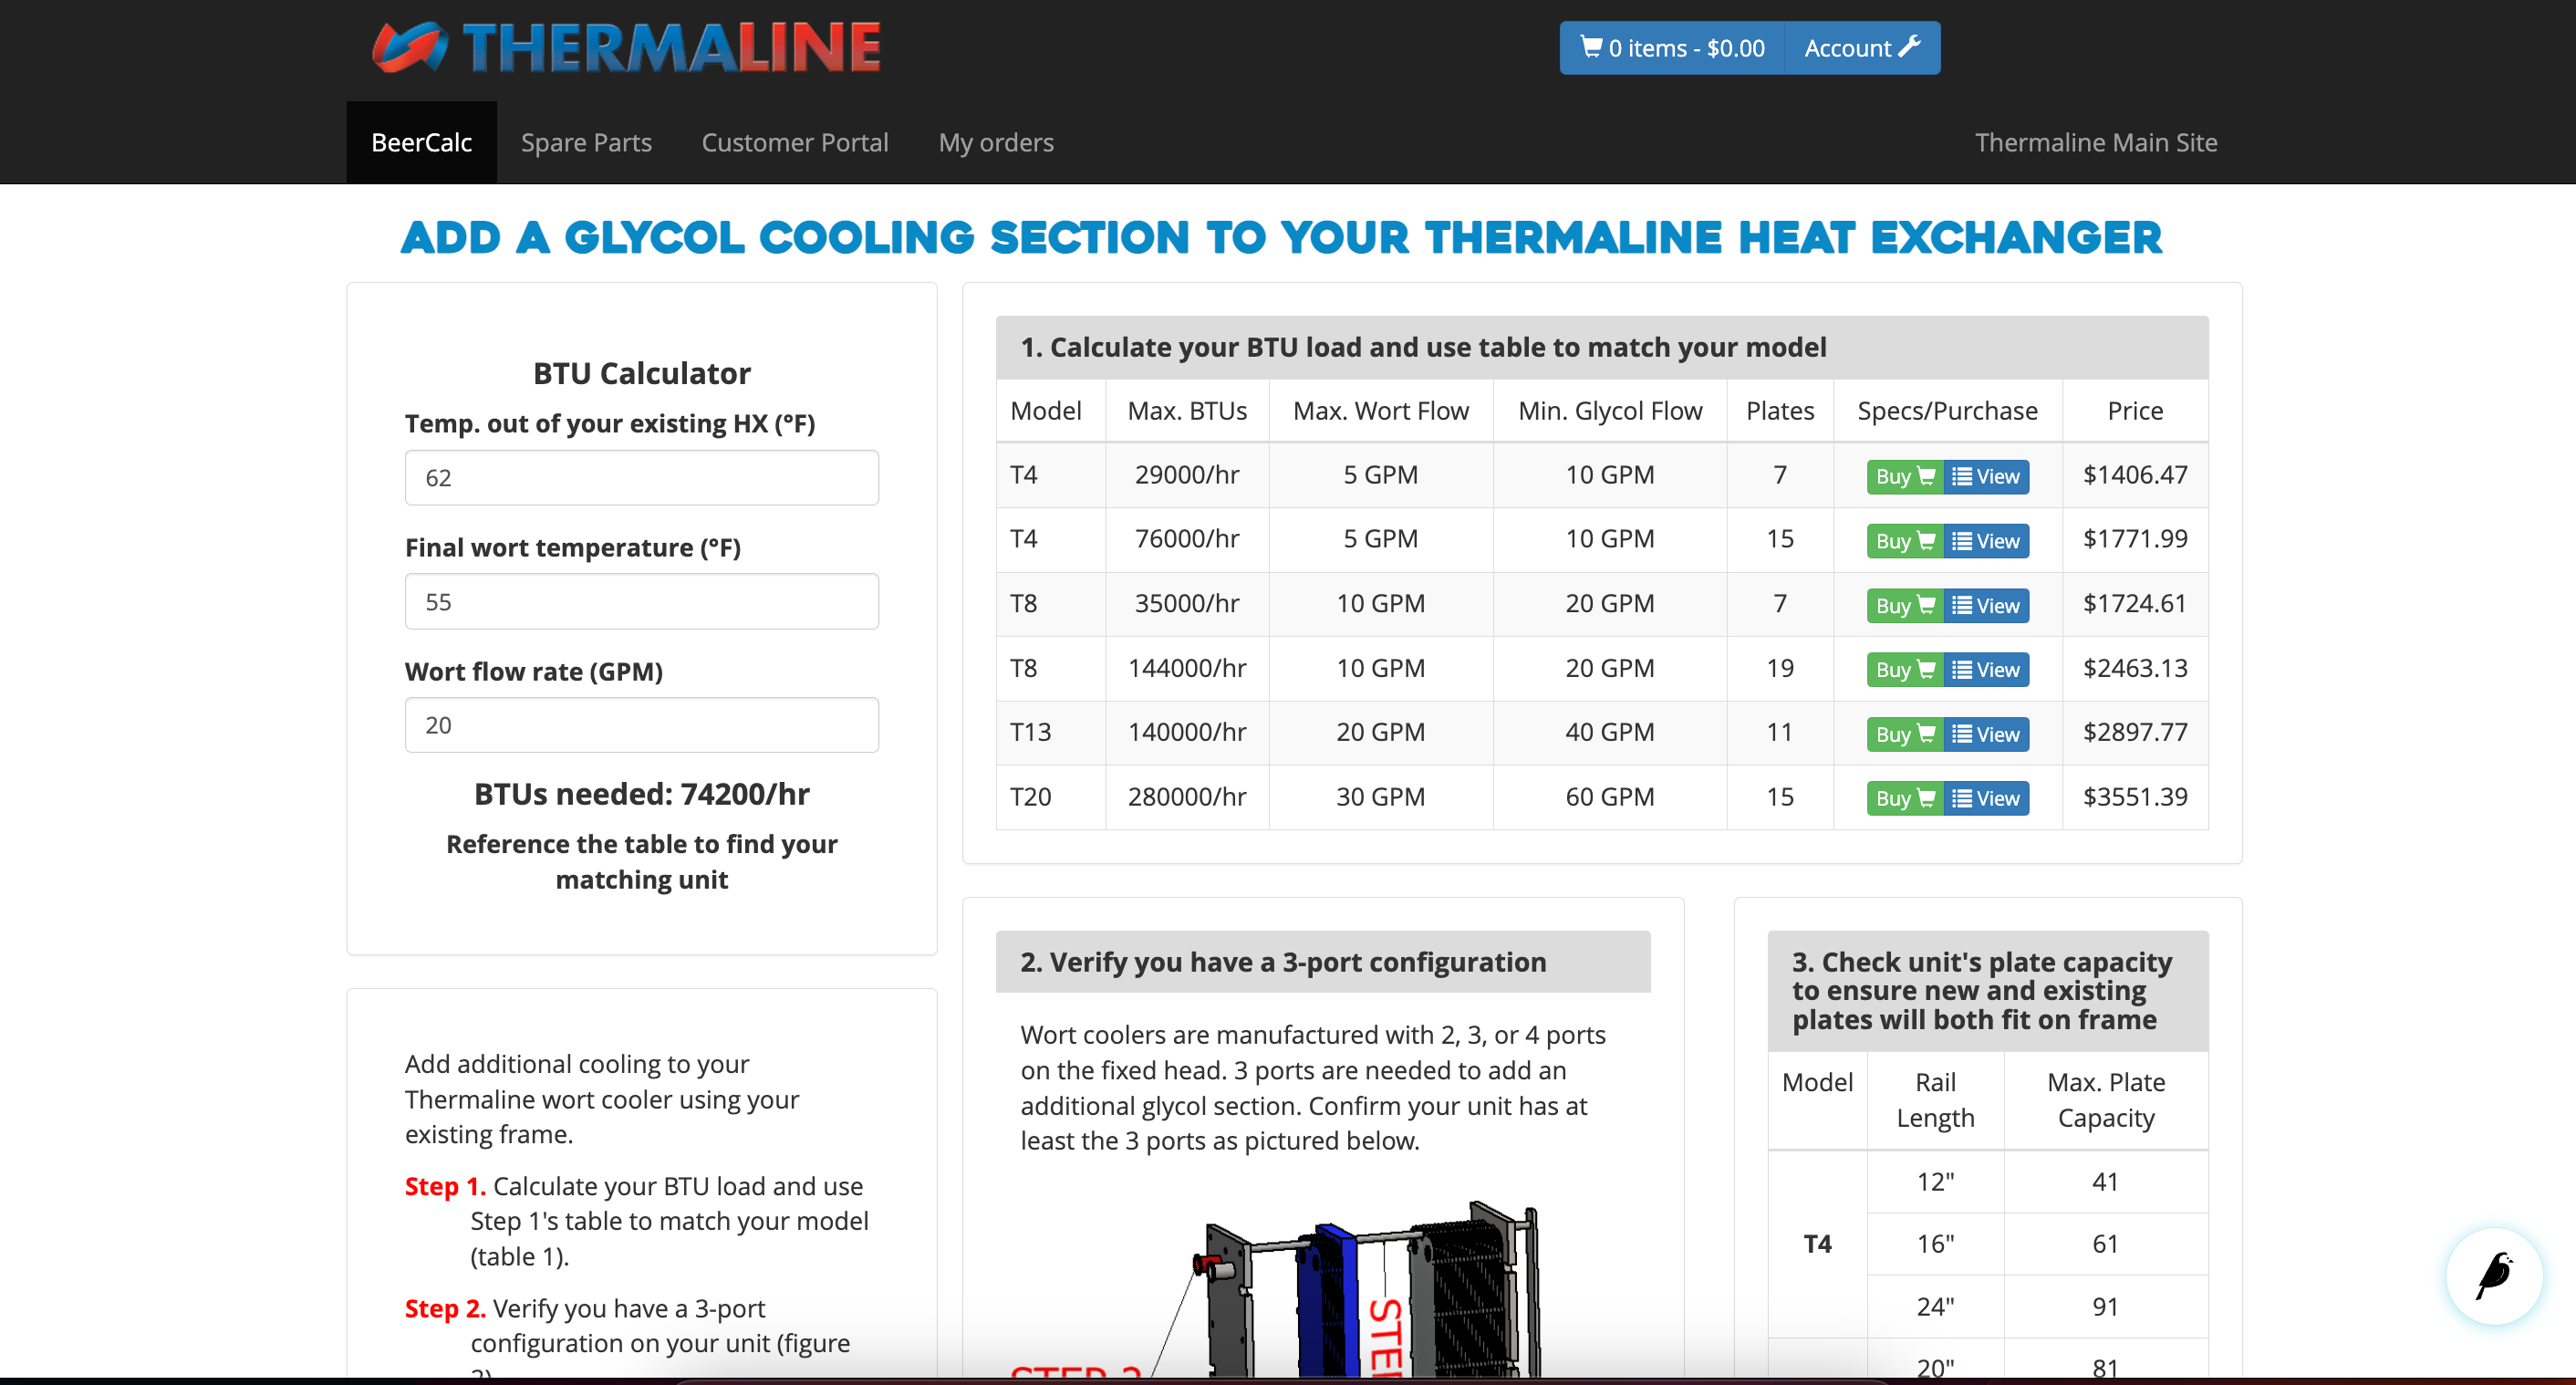 THERMALINE
0 items - $0.00 Account
BeerCalc Spare Parts Customer Portal My orders Thermaline Main Site
ADD A GLYCOL COOLING SECTION TO YOUR THERMALINE HEAT EXCHANGER
BTU Calculator
Temp. out of your existing HX (°F)
62
Final wort temperature (°F)
55
Wort flow rate (GPM)
20
BTUs needed: 74200/hr
Reference the table to find your
matching unit
Add additional cooling to your
Thermaline wort cooler using your
existing frame.
Step 1. Calculate your BTU load and use
Step 1's table to match your model
(table 1).
Step 2. Verify you have a 3-port
configuration on your unit (figure
2)
1. Calculate your BTU load and use table to match your model
Model Max. BTUs Max. Wort Flow Min. Glycol Flow Plates Specs/Purchase Price
T4 29000/hr 5 GPM 10 GPM 7 Buy View $1406.47
T4 76000/hr 5 GPM 10 GPM 15 Buy View $1771.99
T8 35000/hr 10 GPM 20 GPM 7 Buy View $1724.61
T8 144000/hr 10 GPM 20 GPM 19 Buy View $2463.13
T13 140000/hr 20 GPM 40 GPM 11 Buy View $2897.77
T20 280000/hr 30 GPM 60 GPM 15 Buy View $3551.39
2. Verify you have a 3-port configuration
Wort coolers are manufactured with 2, 3, or 4 ports
on the fixed head. 3 ports are needed to add an
additional glycol section. Confirm your unit has at
least the 3 ports as pictured below.
3. Check unit's plate capacity
to ensure new and existing
plates will both fit on frame
Model Rail Length Max. Plate Capacity
T4
12" 41
16" 61
24" 91
20" 81